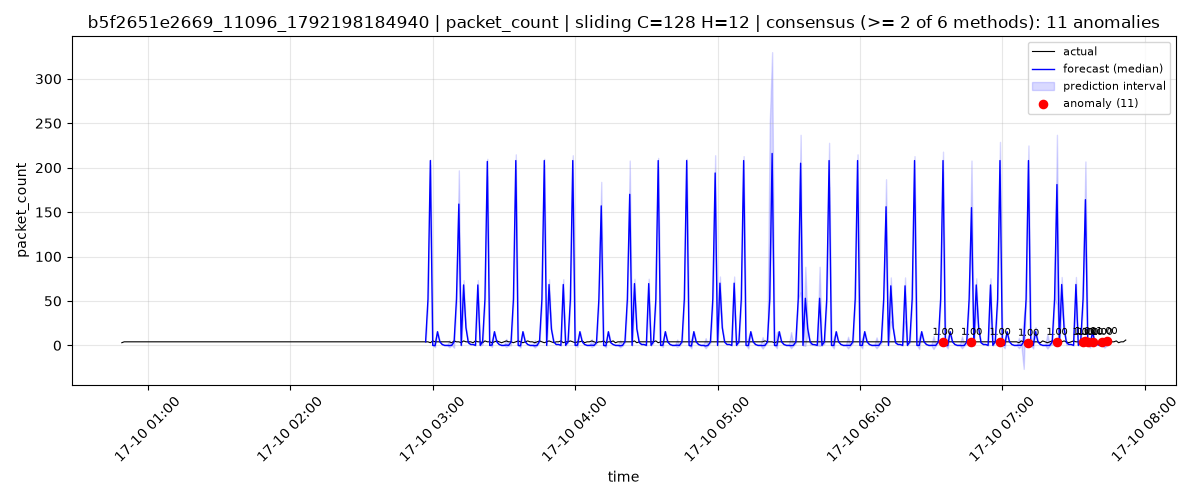 b5f2651e2669_11096_1792198184940 | packet_count | sliding C=128 H=12 | consensus (>= 2 of 6 methods): 11 anomalies
actual
forecast (median)
prediction interval
anomaly (11)
packet_count
300
250
200
150
100
50
0
1.00 1.00 1.00 1.00 1.00
17-10 01:00
17-10 02:00
17-10 03:00
17-10 04:00
17-10 05:00
17-10 06:00
17-10 07:00
17-10 08:00
time